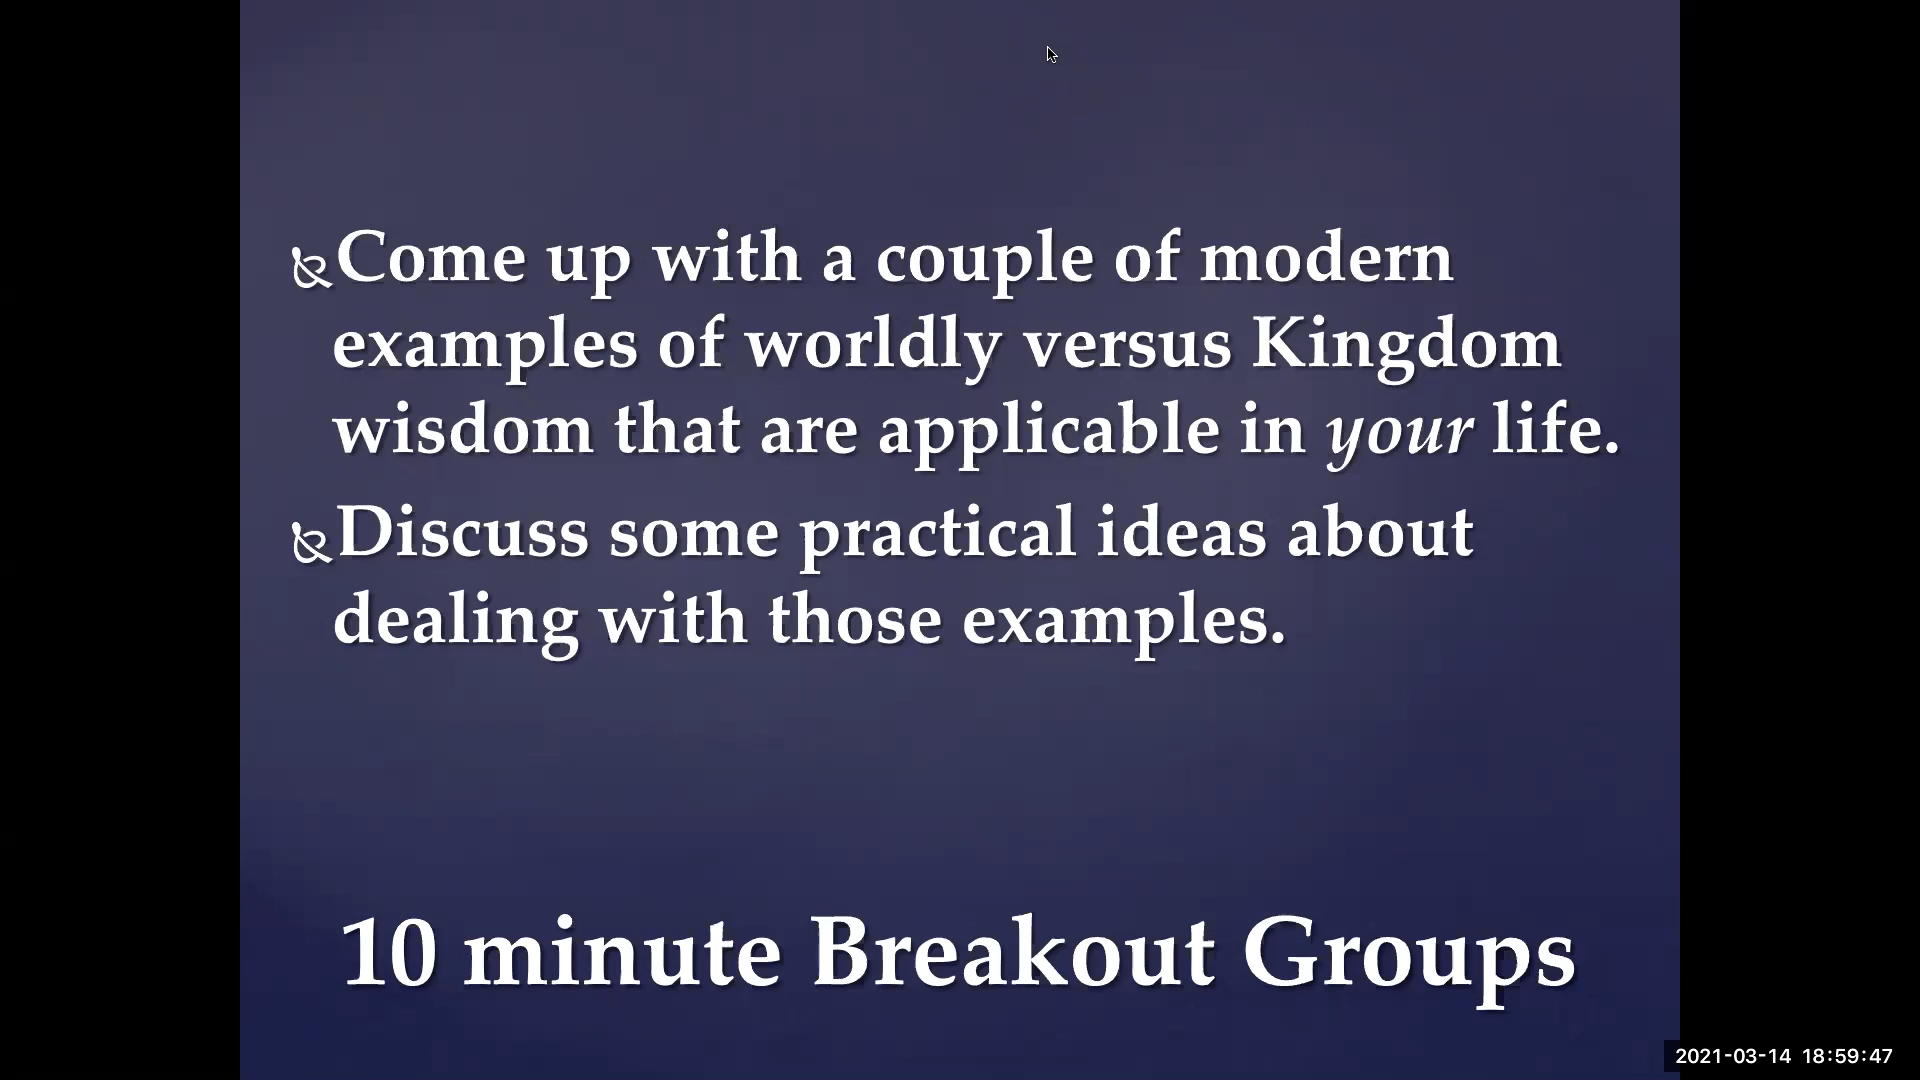 Come up with a couple of modern
examples of worldly versus Kingdom
wisdom that are applicable in your life.
Discuss some practical ideas about
dealing with those examples.
10 minute Breakout Groups
2021-03-14 18:59:47